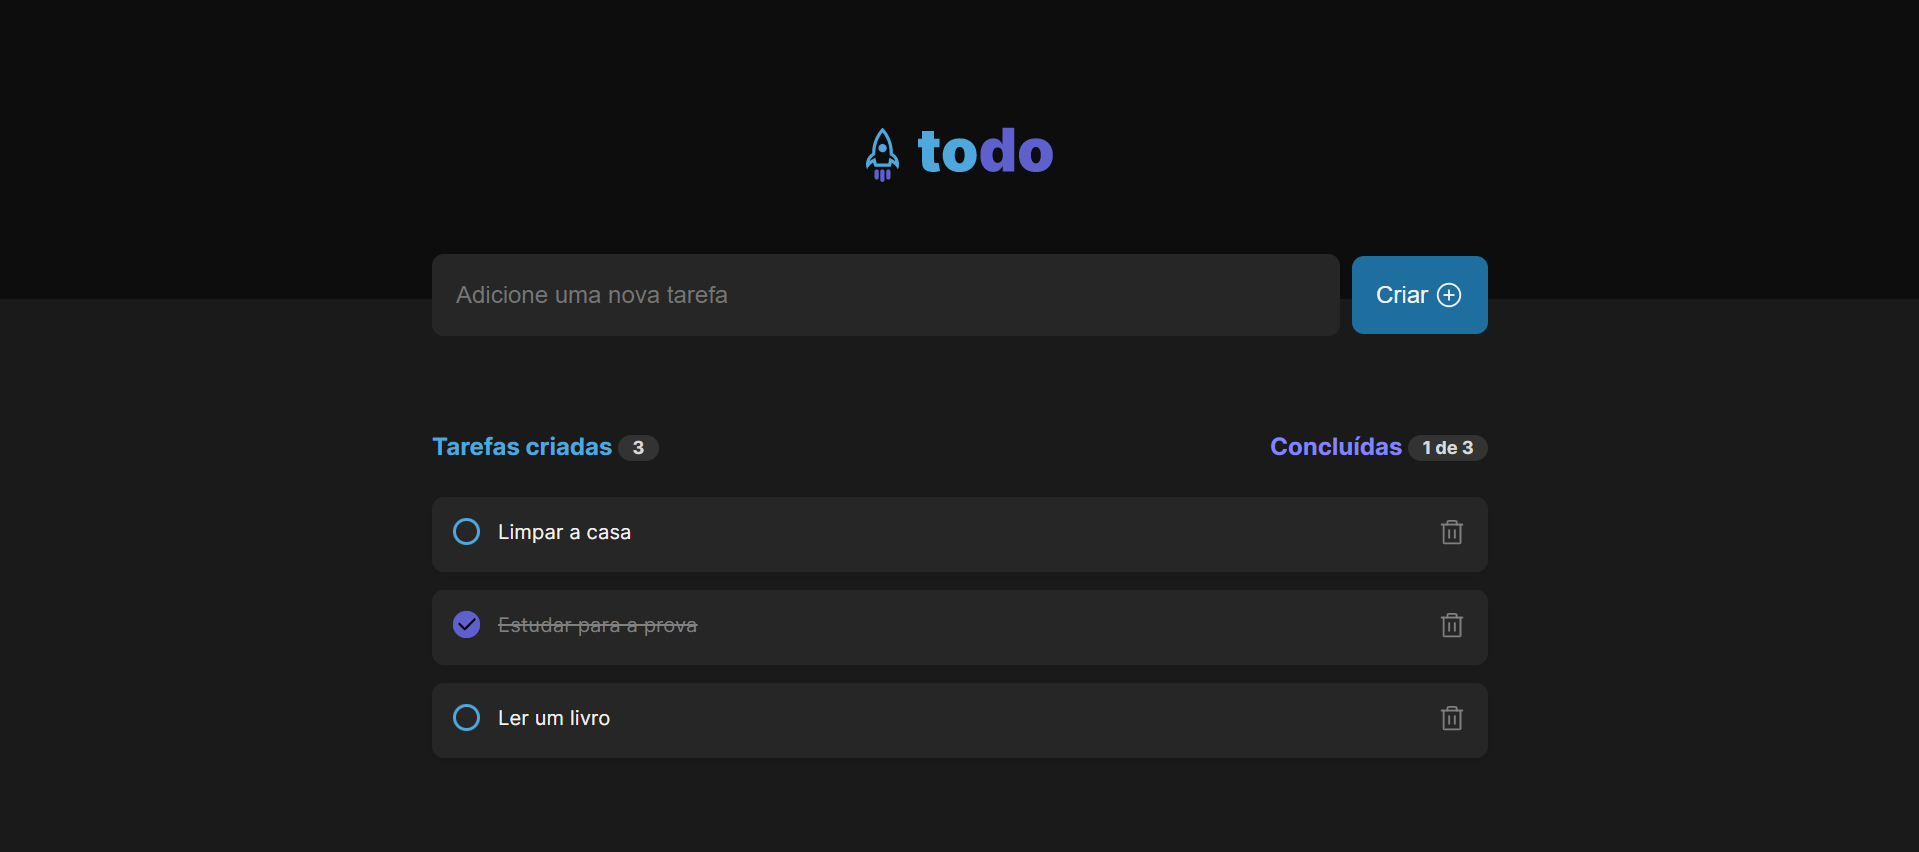 todo
Adicione uma nova tarefa
Criar
Tarefas criadas 3
Concluídas 1 de 3
Limpar a casa
Estudar para a prova
Ler um livro